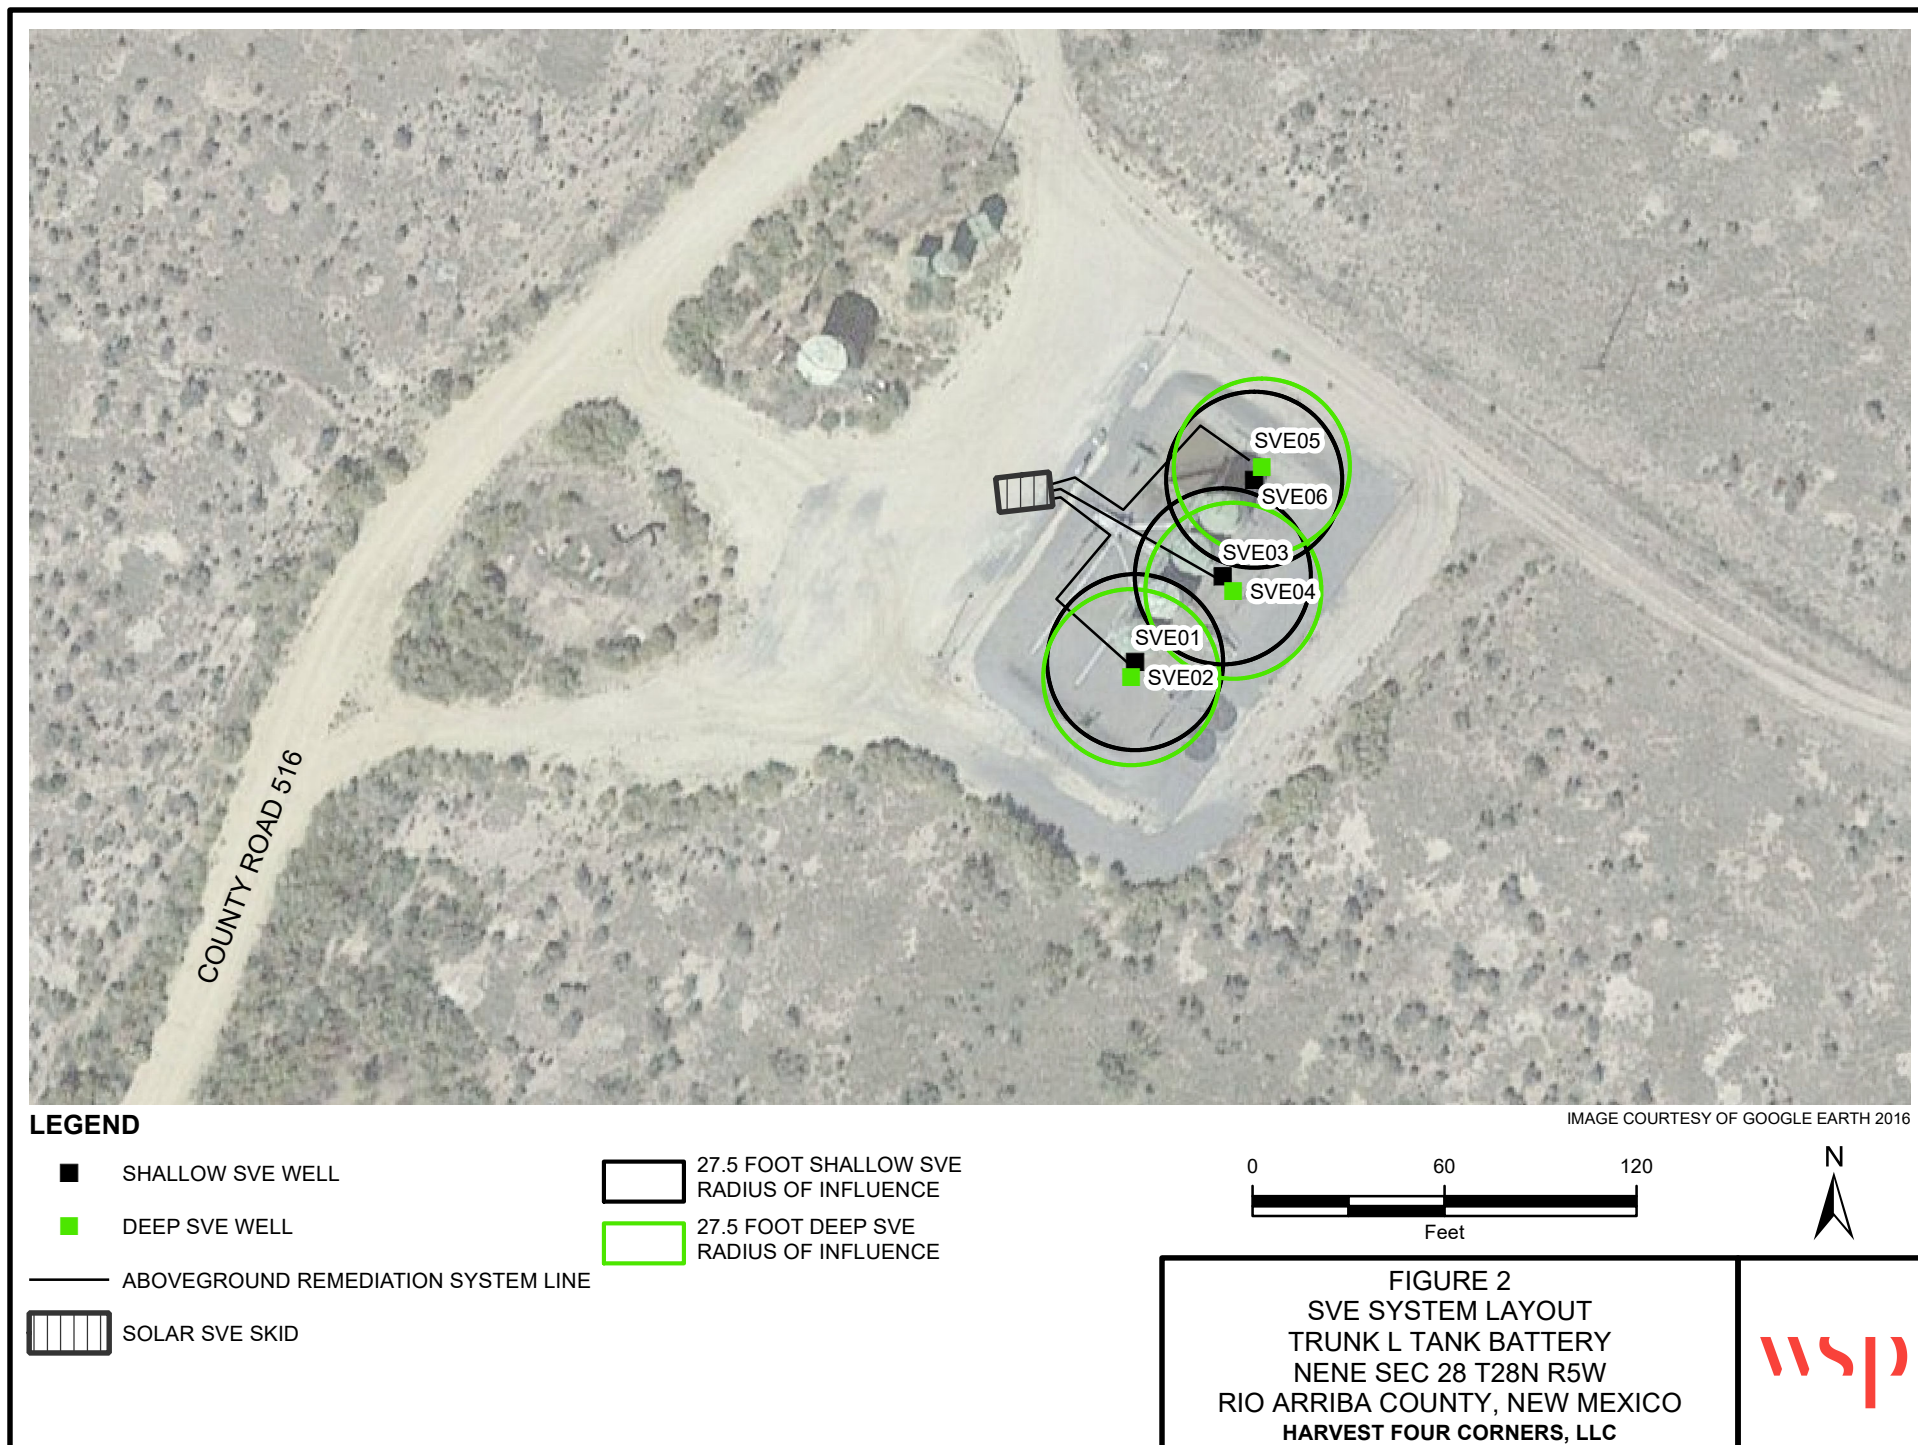 SVE05
SVE06
SVE03
SVE04
SVE01
SVE02
COUNTY ROAD 516
IMAGE COURTESY OF GOOGLE EARTH 2016
LEGEND
SHALLOW SVE WELL
DEEP SVE WELL
ABOVEGROUND REMEDIATION SYSTEM LINE
SOLAR SVE SKID
27.5 FOOT SHALLOW SVE
RADIUS OF INFLUENCE
27.5 FOOT DEEP SVE
RADIUS OF INFLUENCE
0 60 120
Feet
N
FIGURE 2
SVE SYSTEM LAYOUT
TRUNK L TANK BATTERY
NENE SEC 28 T28N R5W
RIO ARRIBA COUNTY, NEW MEXICO
HARVEST FOUR CORNERS, LLC
wsp